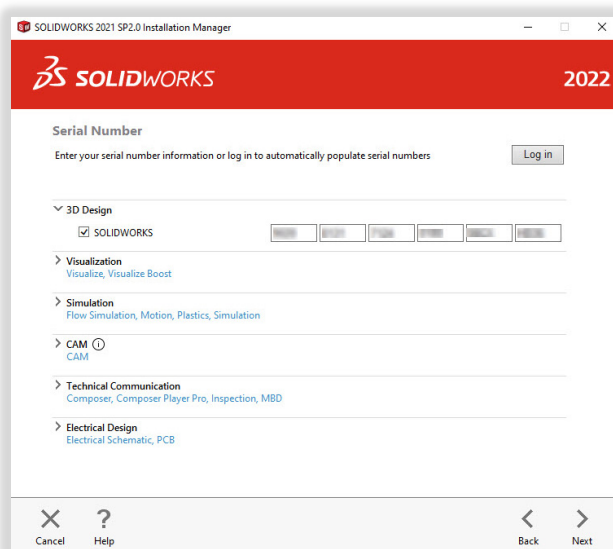 SOLIDWORKS 2021 SP2.0 Installation Manager
SOLIDWORKS
2022
Serial Number
Enter your serial number information or log in to automatically populate serial numbers
Log in
3D Design
SOLIDWORKS
Visualization
Visualize, Visualize Boost
Simulation
Flow Simulation, Motion, Plastics, Simulation
CAM
CAM
Technical Communication
Composer, Composer Player Pro, Inspection, MBD
Electrical Design
Electrical Schematic, PCB
Cancel Help Back Next